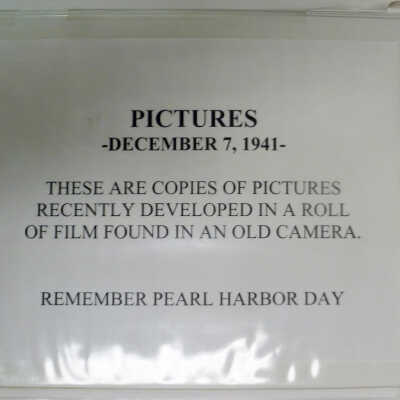 PICTURES
-DECEMBER 7, 1941-
THESE ARE COPIES OF PICTURES
RECENTLY DEVELOPED IN A ROLL
OF FILM FOUND IN AN OLD CAMERA.
REMEMBER PEARL HARBOR DAY